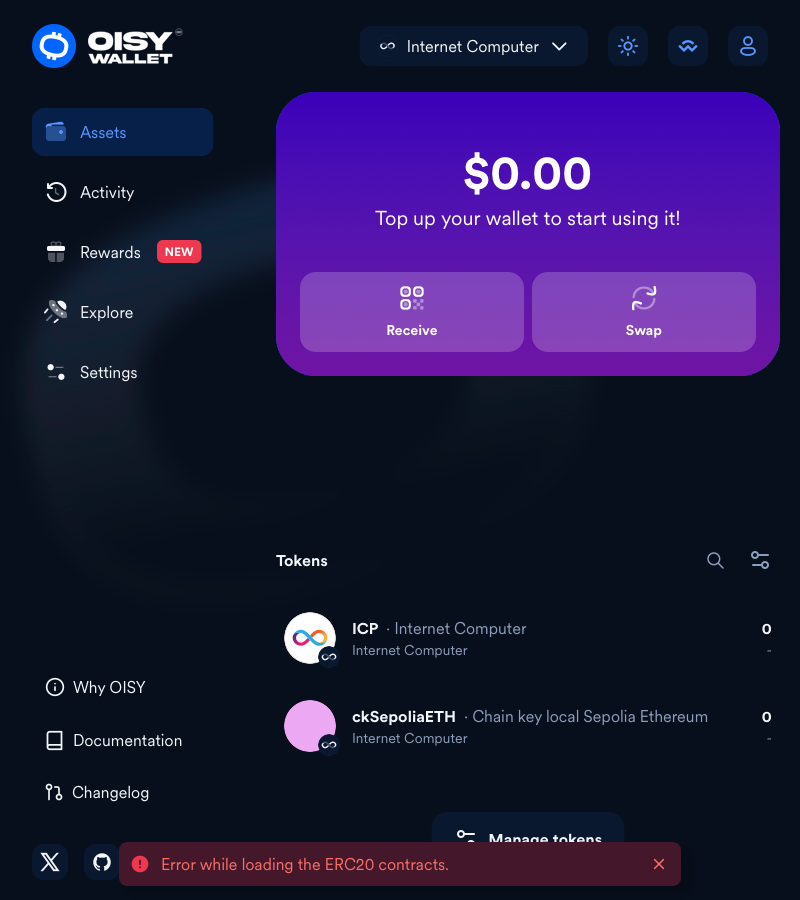 OISY
WALLET
Internet Computer
Assets
Activity
Rewards NEW
Explore
Settings
$0.00
Top up your wallet to start using it!
Receive
Swap
Tokens
ICP · Internet Computer
0
Internet Computer
-
ckSepoliaETH · Chain key local Sepolia Ethereum
0
Internet Computer
-
Why OISY
Documentation
Changelog
Manage tokens
Error while loading the ERC20 contracts.